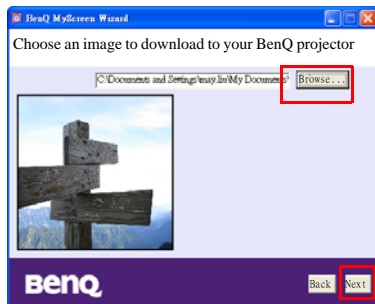 BenQ MyScreen Wizard
Choose an image to download to your BenQ projector
C:\Documents and Settings\may.liu\My Documents\
Browse...
BenQ
Back
Next